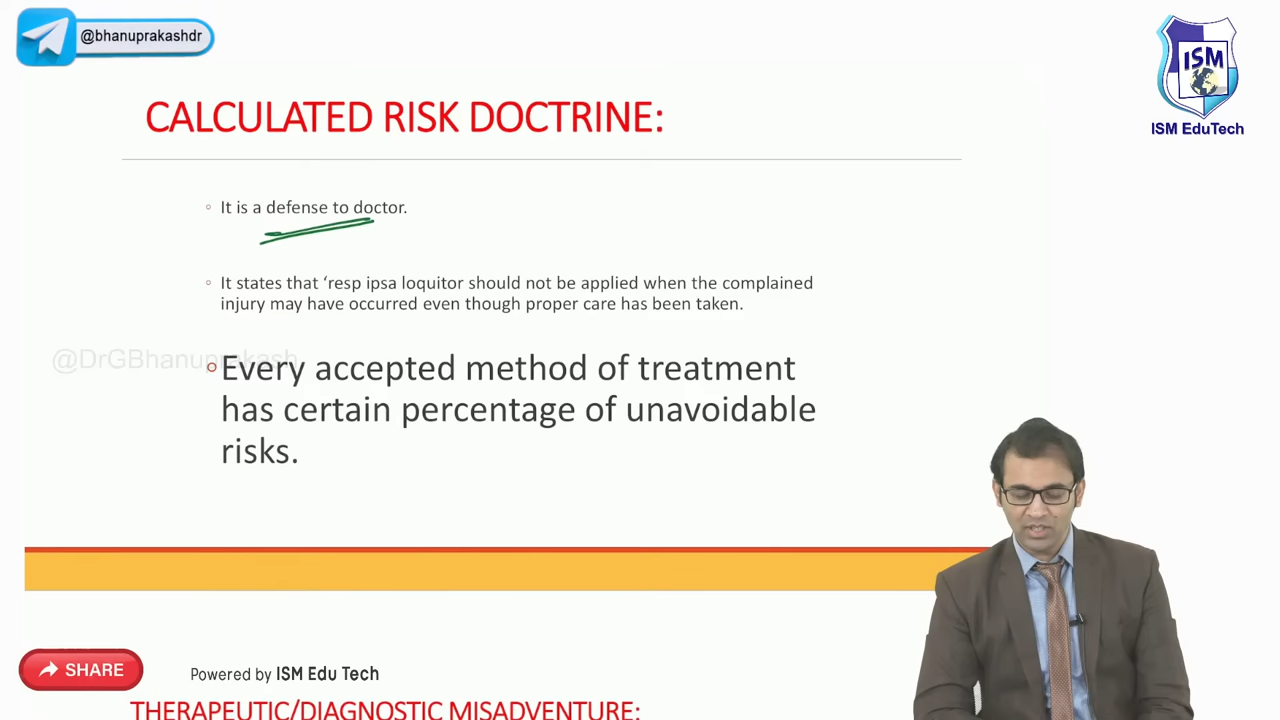 @bhanuprakashdr
ISM
ISM EduTech
CALCULATED RISK DOCTRINE:
It is a defense to doctor.
It states that ‘resp ipsa loquitor should not be applied when the complained
injury may have occurred even though proper care has been taken.
@DrGBhanuprakash
Every accepted method of treatment
has certain percentage of unavoidable
risks.
SHARE
Powered by ISM Edu Tech
THERAPEUTIC/DIAGNOSTIC MISADVENTURE: